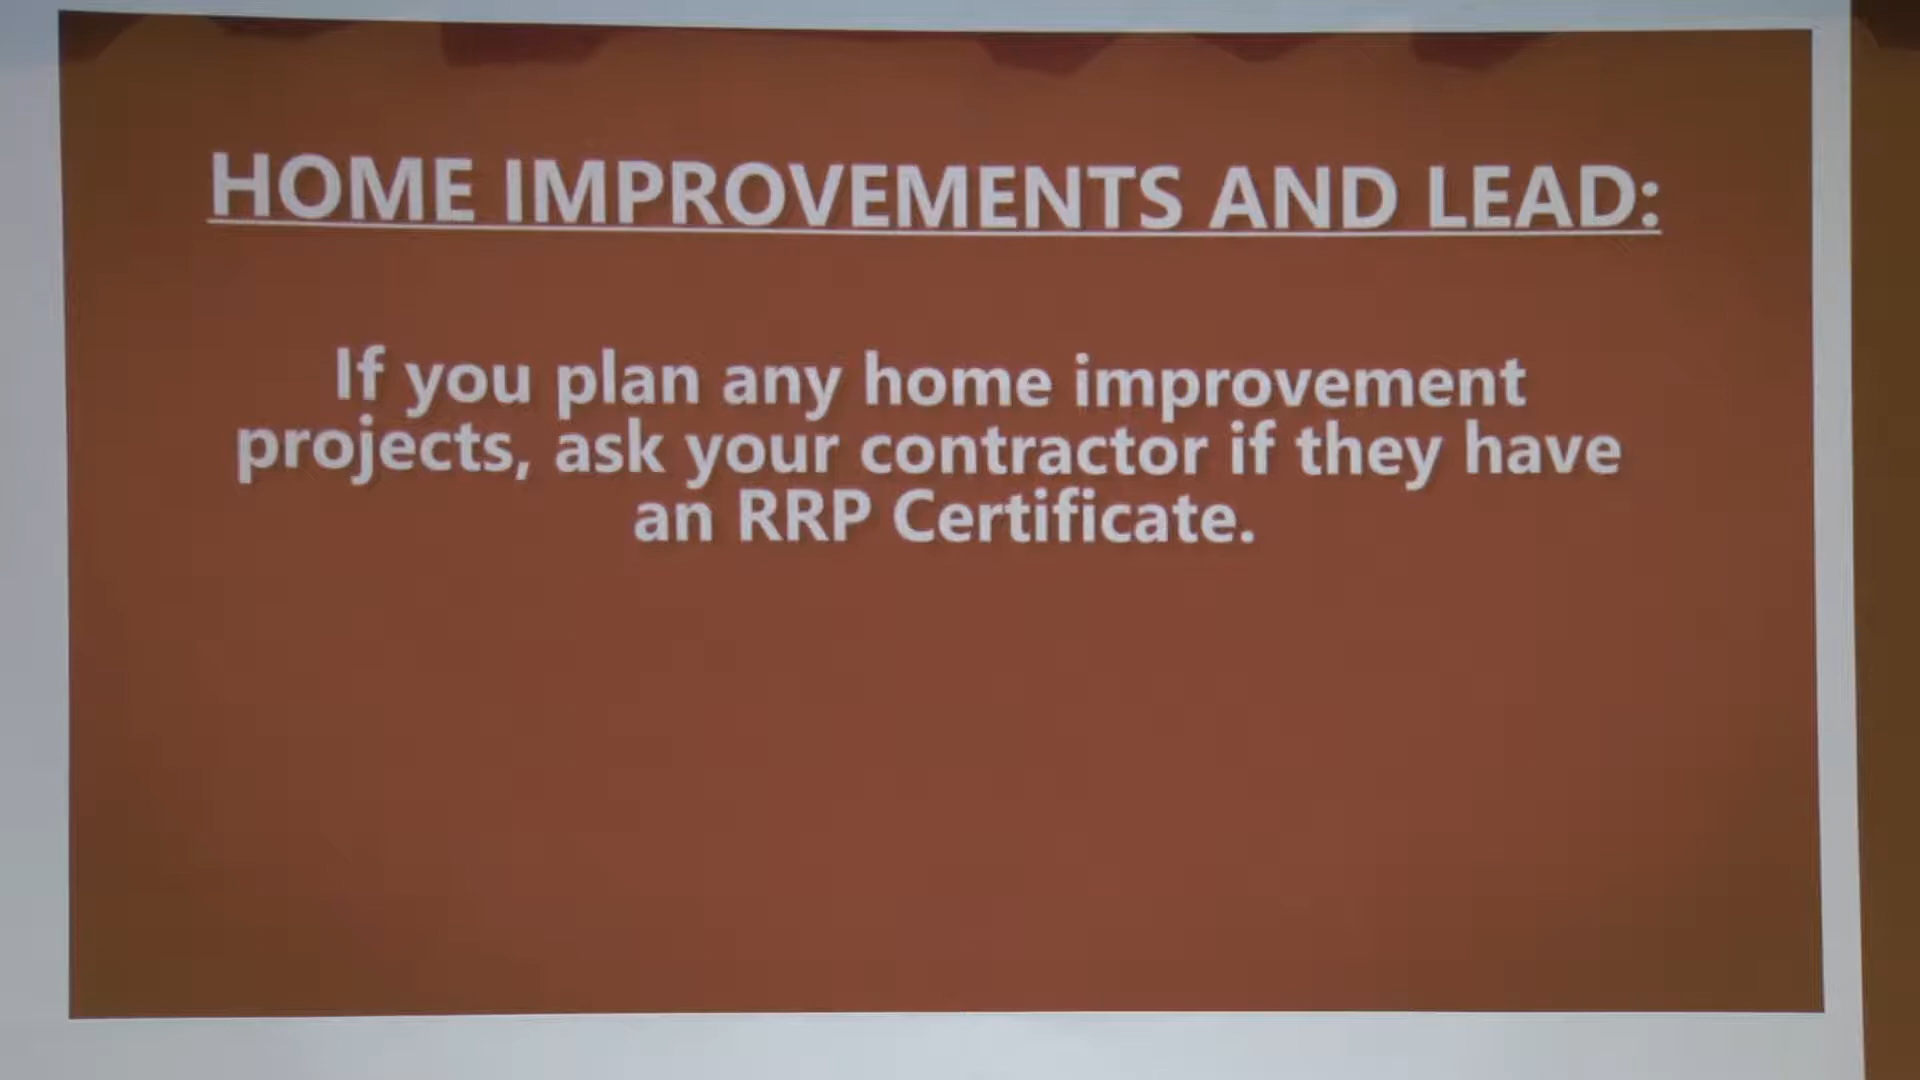 HOME IMPROVEMENTS AND LEAD:
If you plan any home improvement
projects, ask your contractor if they have
an RRP Certificate.